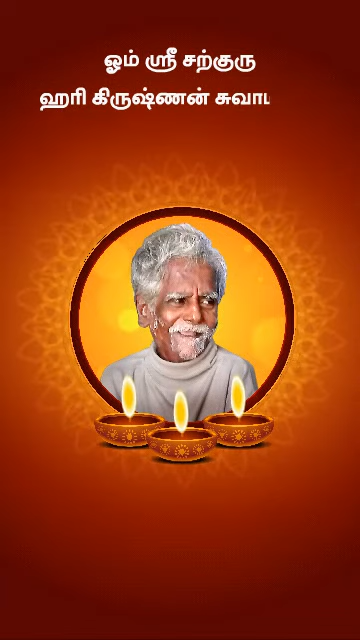 ஓம் ஸ்ரீ சற்குரு
ஹரி கிருஷ்ணன்